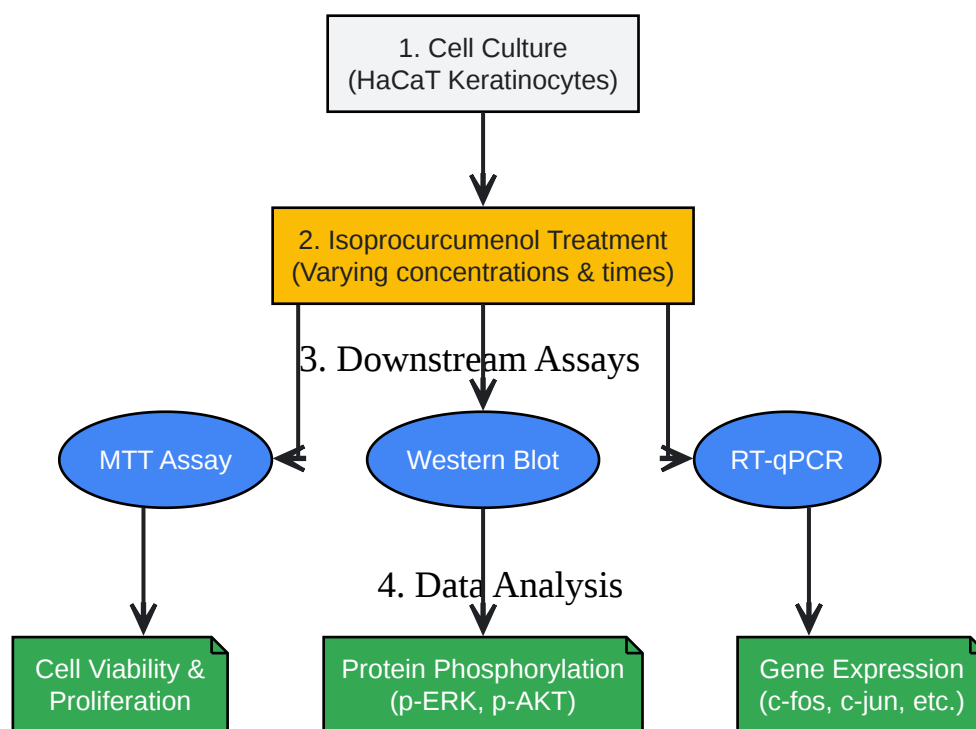 1. Cell Culture
(HaCaT Keratinocytes)
2. Isoprocurcumenol Treatment
(Varying concentrations & times)
3. Downstream Assays
MTT Assay
Western Blot
RT-qPCR
4. Data Analysis
Cell Viability &
Proliferation
Protein Phosphorylation
(p-ERK, p-AKT)
Gene Expression
(c-fos, c-jun, etc.)